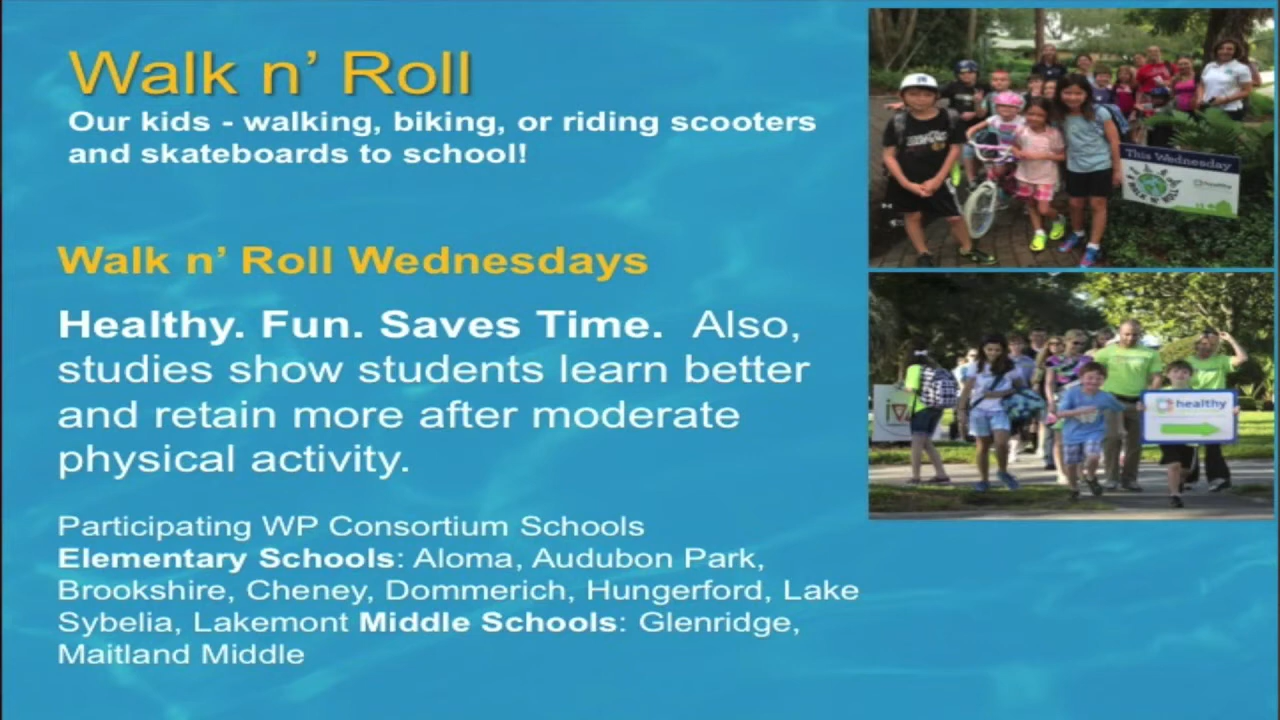 Walk n' Roll
Our kids - walking, biking, or riding scooters
and skateboards to school!
Walk n' Roll Wednesdays
Healthy. Fun. Saves Time. Also,
studies show students learn better
and retain more after moderate
physical activity.
Participating WP Consortium Schools
Elementary Schools: Aloma, Audubon Park,
Brookshire, Cheney, Dommerich, Hungerford, Lake
Sybelia, Lakemont Middle Schools: Glenridge,
Maitland Middle
This Wednesday
WALK N' ROLL
healthy
healthy